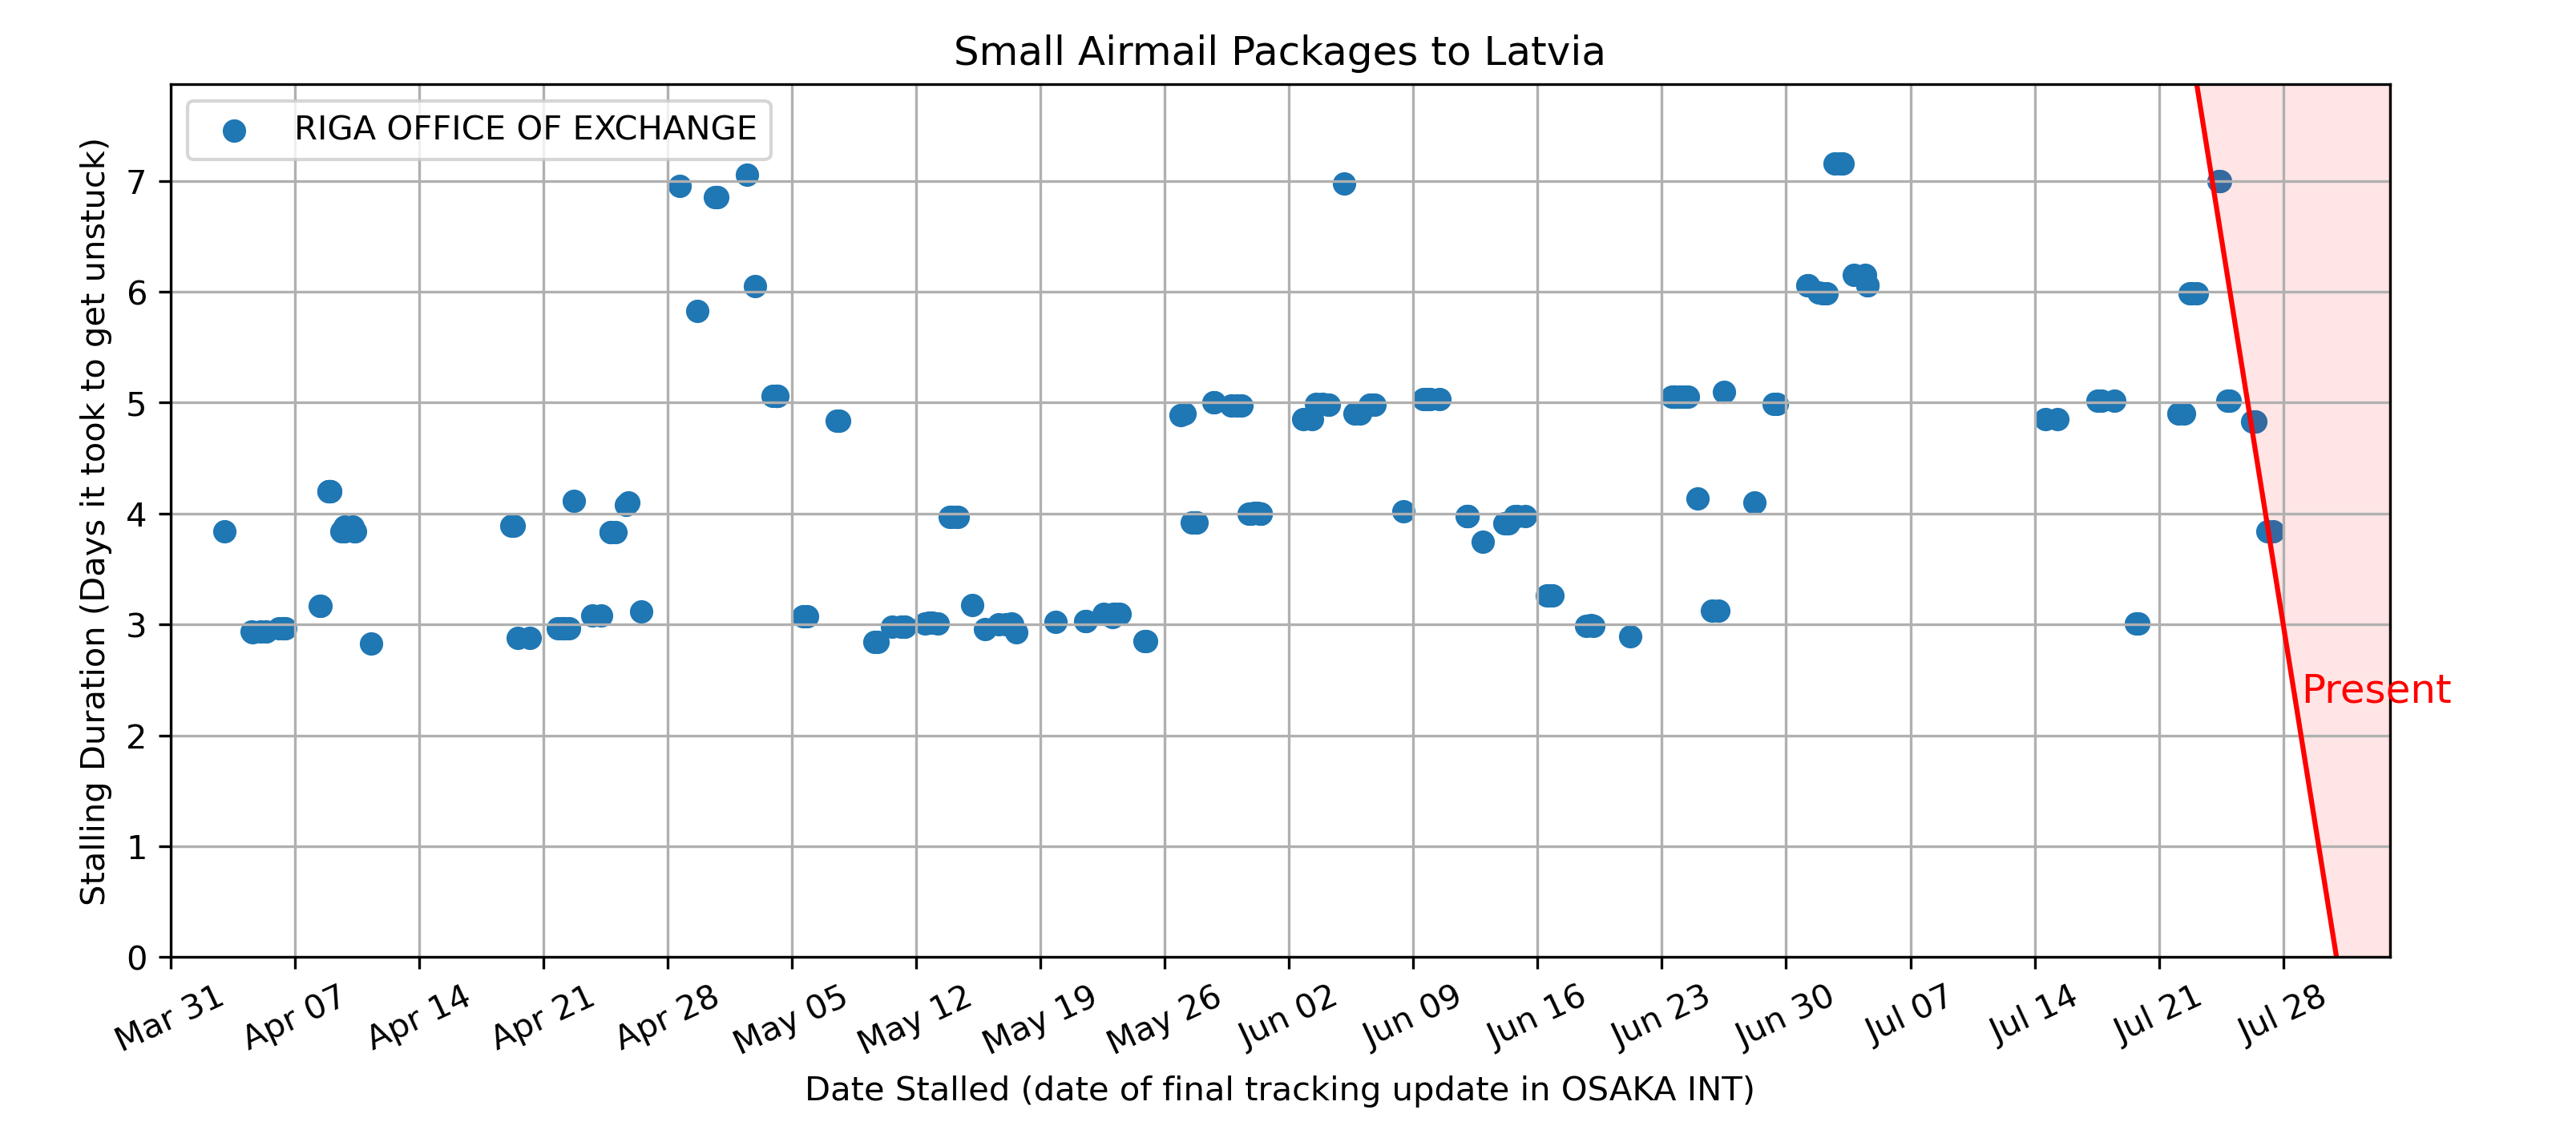 Small Airmail Packages to Latvia
RIGA OFFICE OF EXCHANGE
Stalling Duration (Days it took to get unstuck)
7
6
5
4
3
2
1
0
Present
Mar 31
Apr 07
Apr 14
Apr 21
Apr 28
May 05
May 12
May 19
May 26
Jun 02
Jun 09
Jun 16
Jun 23
Jun 30
Jul 07
Jul 14
Jul 21
Jul 28
Date Stalled (date of final tracking update in OSAKA INT)